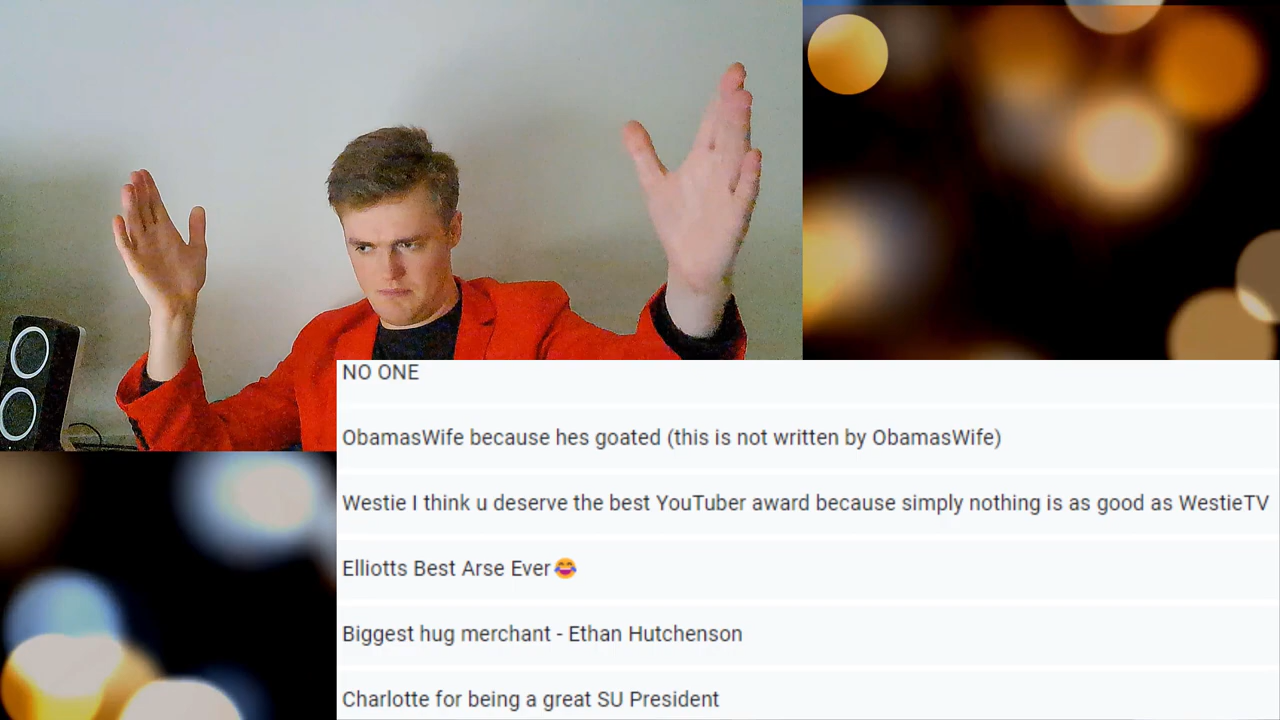 NO ONE
ObamasWife because hes goated (this is not written by ObamasWife)
Westie I think u deserve the best YouTuber award because simply nothing is as good as WestieTV
Elliotts Best Arse Ever😂
Biggest hug merchant - Ethan Hutchenson
Charlotte for being a great SU President